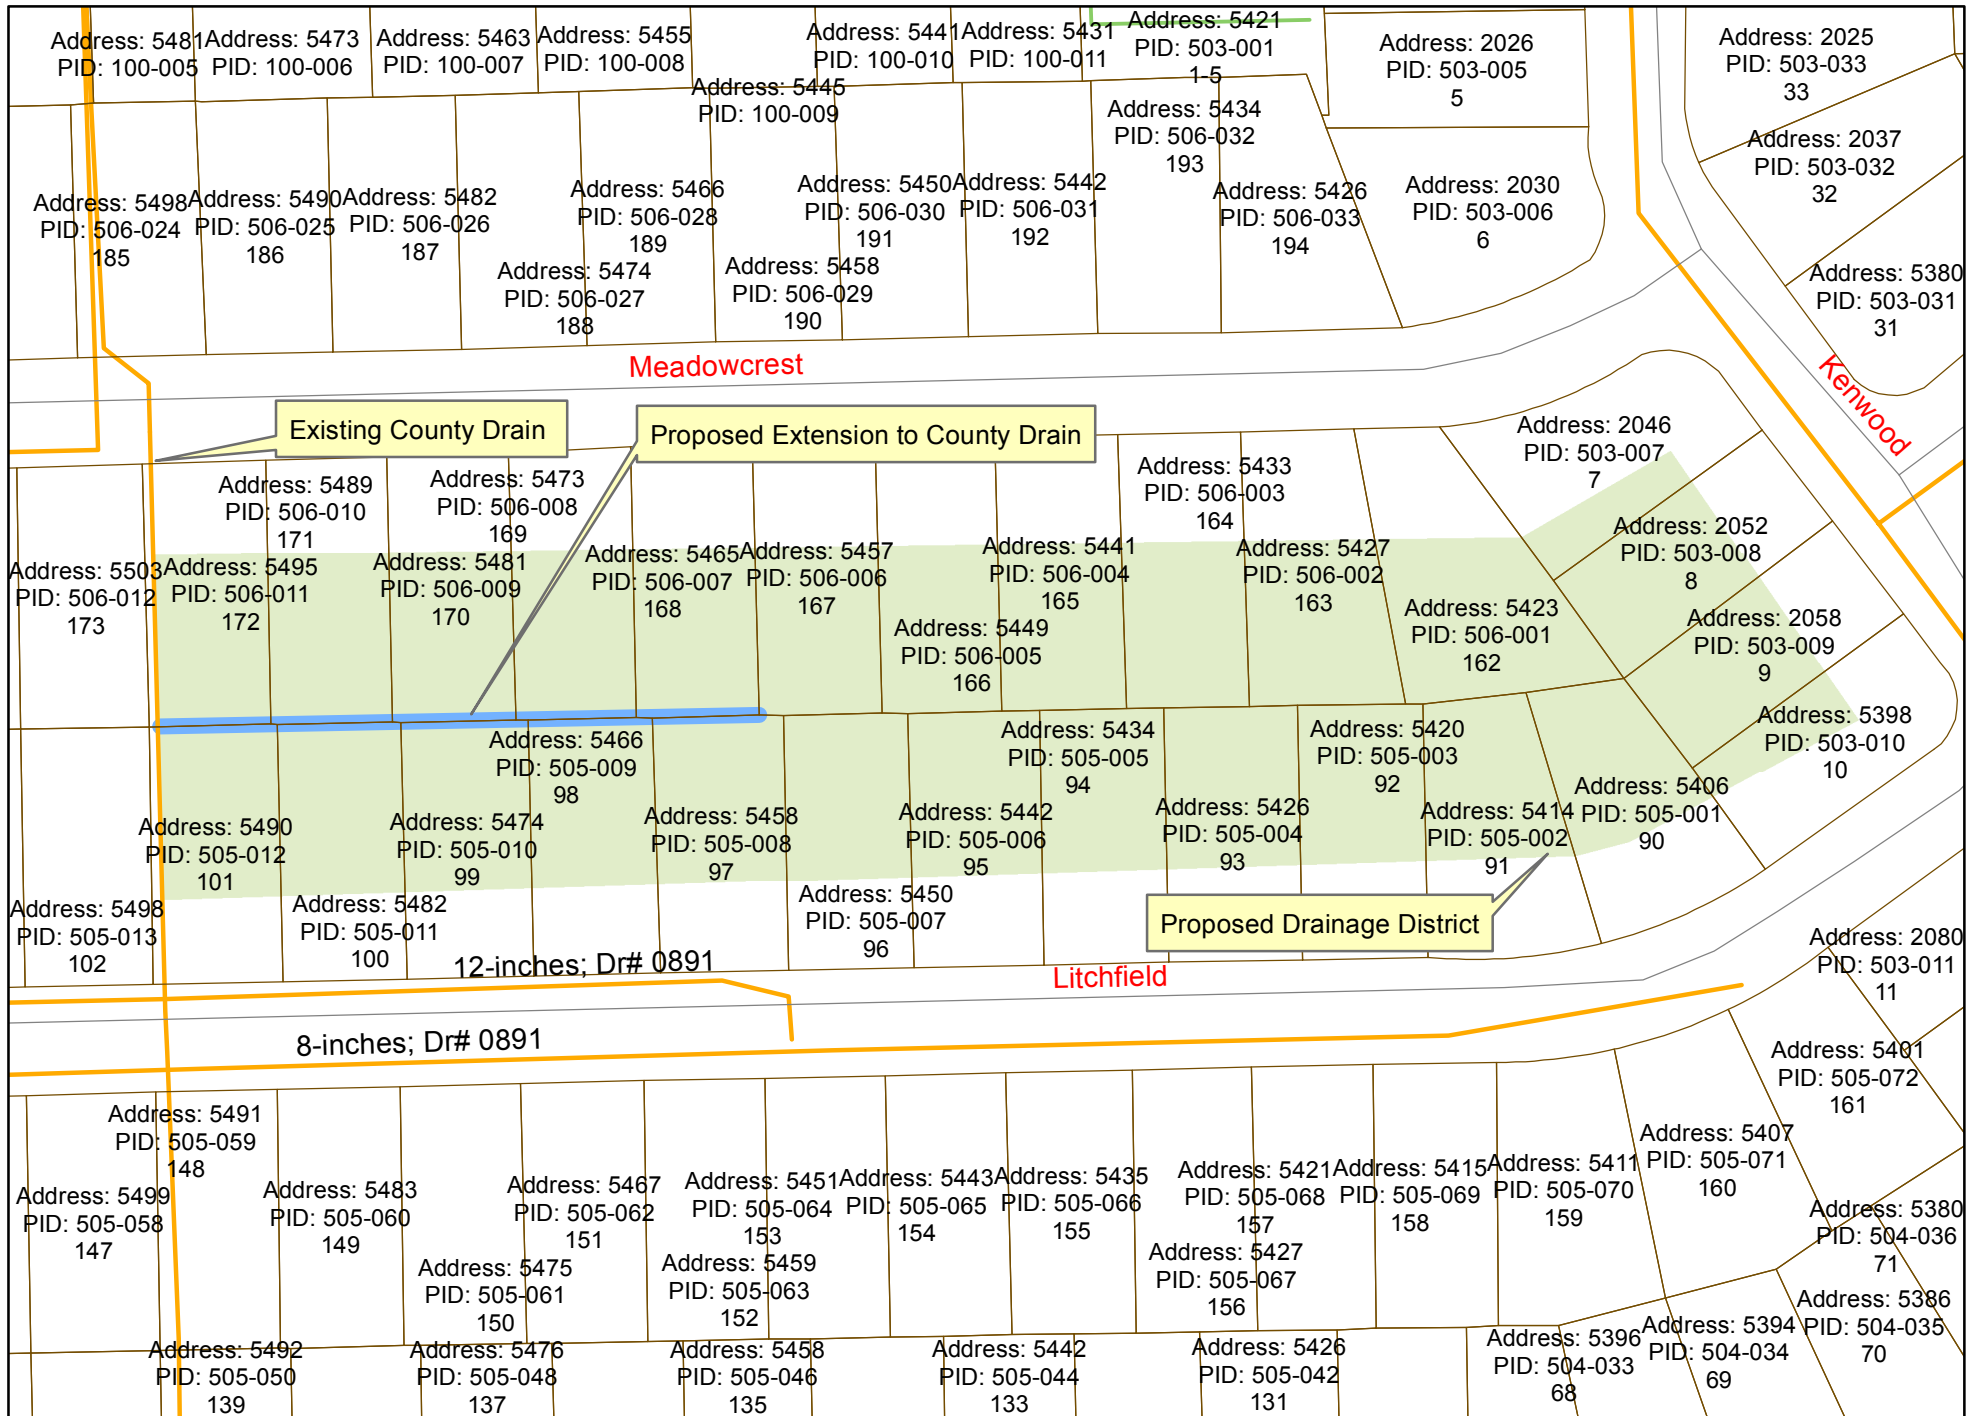 Address: 5481
PID: 100-005
Address: 5473
PID: 100-006
Address: 5463
PID: 100-007
Address: 5455
PID: 100-008
Address: 5445
PID: 100-009
Address: 5441
PID: 100-010
Address: 5431
PID: 100-011
Address: 5421
PID: 503-001
1-5
Address: 2026
PID: 503-005
5
Address: 2025
PID: 503-033
33
Address: 2037
PID: 503-032
32
Address: 5380
PID: 503-031
31
Address: 5498
PID: 506-024
185
Address: 5490
PID: 506-025
186
Address: 5482
PID: 506-026
187
Address: 5474
PID: 506-027
188
Address: 5466
PID: 506-028
189
Address: 5458
PID: 506-029
190
Address: 5450
PID: 506-030
191
Address: 5442
PID: 506-031
192
Address: 5434
PID: 506-032
193
Address: 5426
PID: 506-033
194
Address: 2030
PID: 503-006
6
Meadowcrest
Kenwood
Existing County Drain
Proposed Extension to County Drain
Address: 5503
PID: 506-012
173
Address: 5495
PID: 506-011
172
Address: 5489
PID: 506-010
171
Address: 5481
PID: 506-009
170
Address: 5473
PID: 506-008
169
Address: 5465
PID: 506-007
168
Address: 5457
PID: 506-006
167
Address: 5449
PID: 506-005
166
Address: 5441
PID: 506-004
165
Address: 5433
PID: 506-003
164
Address: 5427
PID: 506-002
163
Address: 5423
PID: 506-001
162
Address: 2046
PID: 503-007
7
Address: 2052
PID: 503-008
8
Address: 2058
PID: 503-009
9
Address: 5398
PID: 503-010
10
Address: 5498
PID: 505-013
102
Address: 5490
PID: 505-012
101
Address: 5482
PID: 505-011
100
Address: 5474
PID: 505-010
99
Address: 5466
PID: 505-009
98
Address: 5458
PID: 505-008
97
Address: 5450
PID: 505-007
96
Address: 5442
PID: 505-006
95
Address: 5434
PID: 505-005
94
Address: 5426
PID: 505-004
93
Address: 5420
PID: 505-003
92
Address: 5414
PID: 505-002
91
Address: 5406
PID: 505-001
90
Proposed Drainage District
12-inches; Dr# 0891
Litchfield
8-inches; Dr# 0891
Address: 2080
PID: 503-011
11
Address: 5401
PID: 505-072
161
Address: 5499
PID: 505-058
147
Address: 5491
PID: 505-059
148
Address: 5483
PID: 505-060
149
Address: 5475
PID: 505-061
150
Address: 5467
PID: 505-062
151
Address: 5459
PID: 505-063
152
Address: 5451
PID: 505-064
153
Address: 5443
PID: 505-065
154
Address: 5435
PID: 505-066
155
Address: 5427
PID: 505-067
156
Address: 5421
PID: 505-068
157
Address: 5415
PID: 505-069
158
Address: 5411
PID: 505-070
159
Address: 5407
PID: 505-071
160
Address: 5380
PID: 504-036
71
Address: 5386
PID: 504-035
70
Address: 5492
PID: 505-050
139
Address: 5476
PID: 505-048
137
Address: 5458
PID: 505-046
135
Address: 5442
PID: 505-044
133
Address: 5426
PID: 505-042
131
Address: 5396
PID: 504-033
68
Address: 5394
PID: 504-034
69